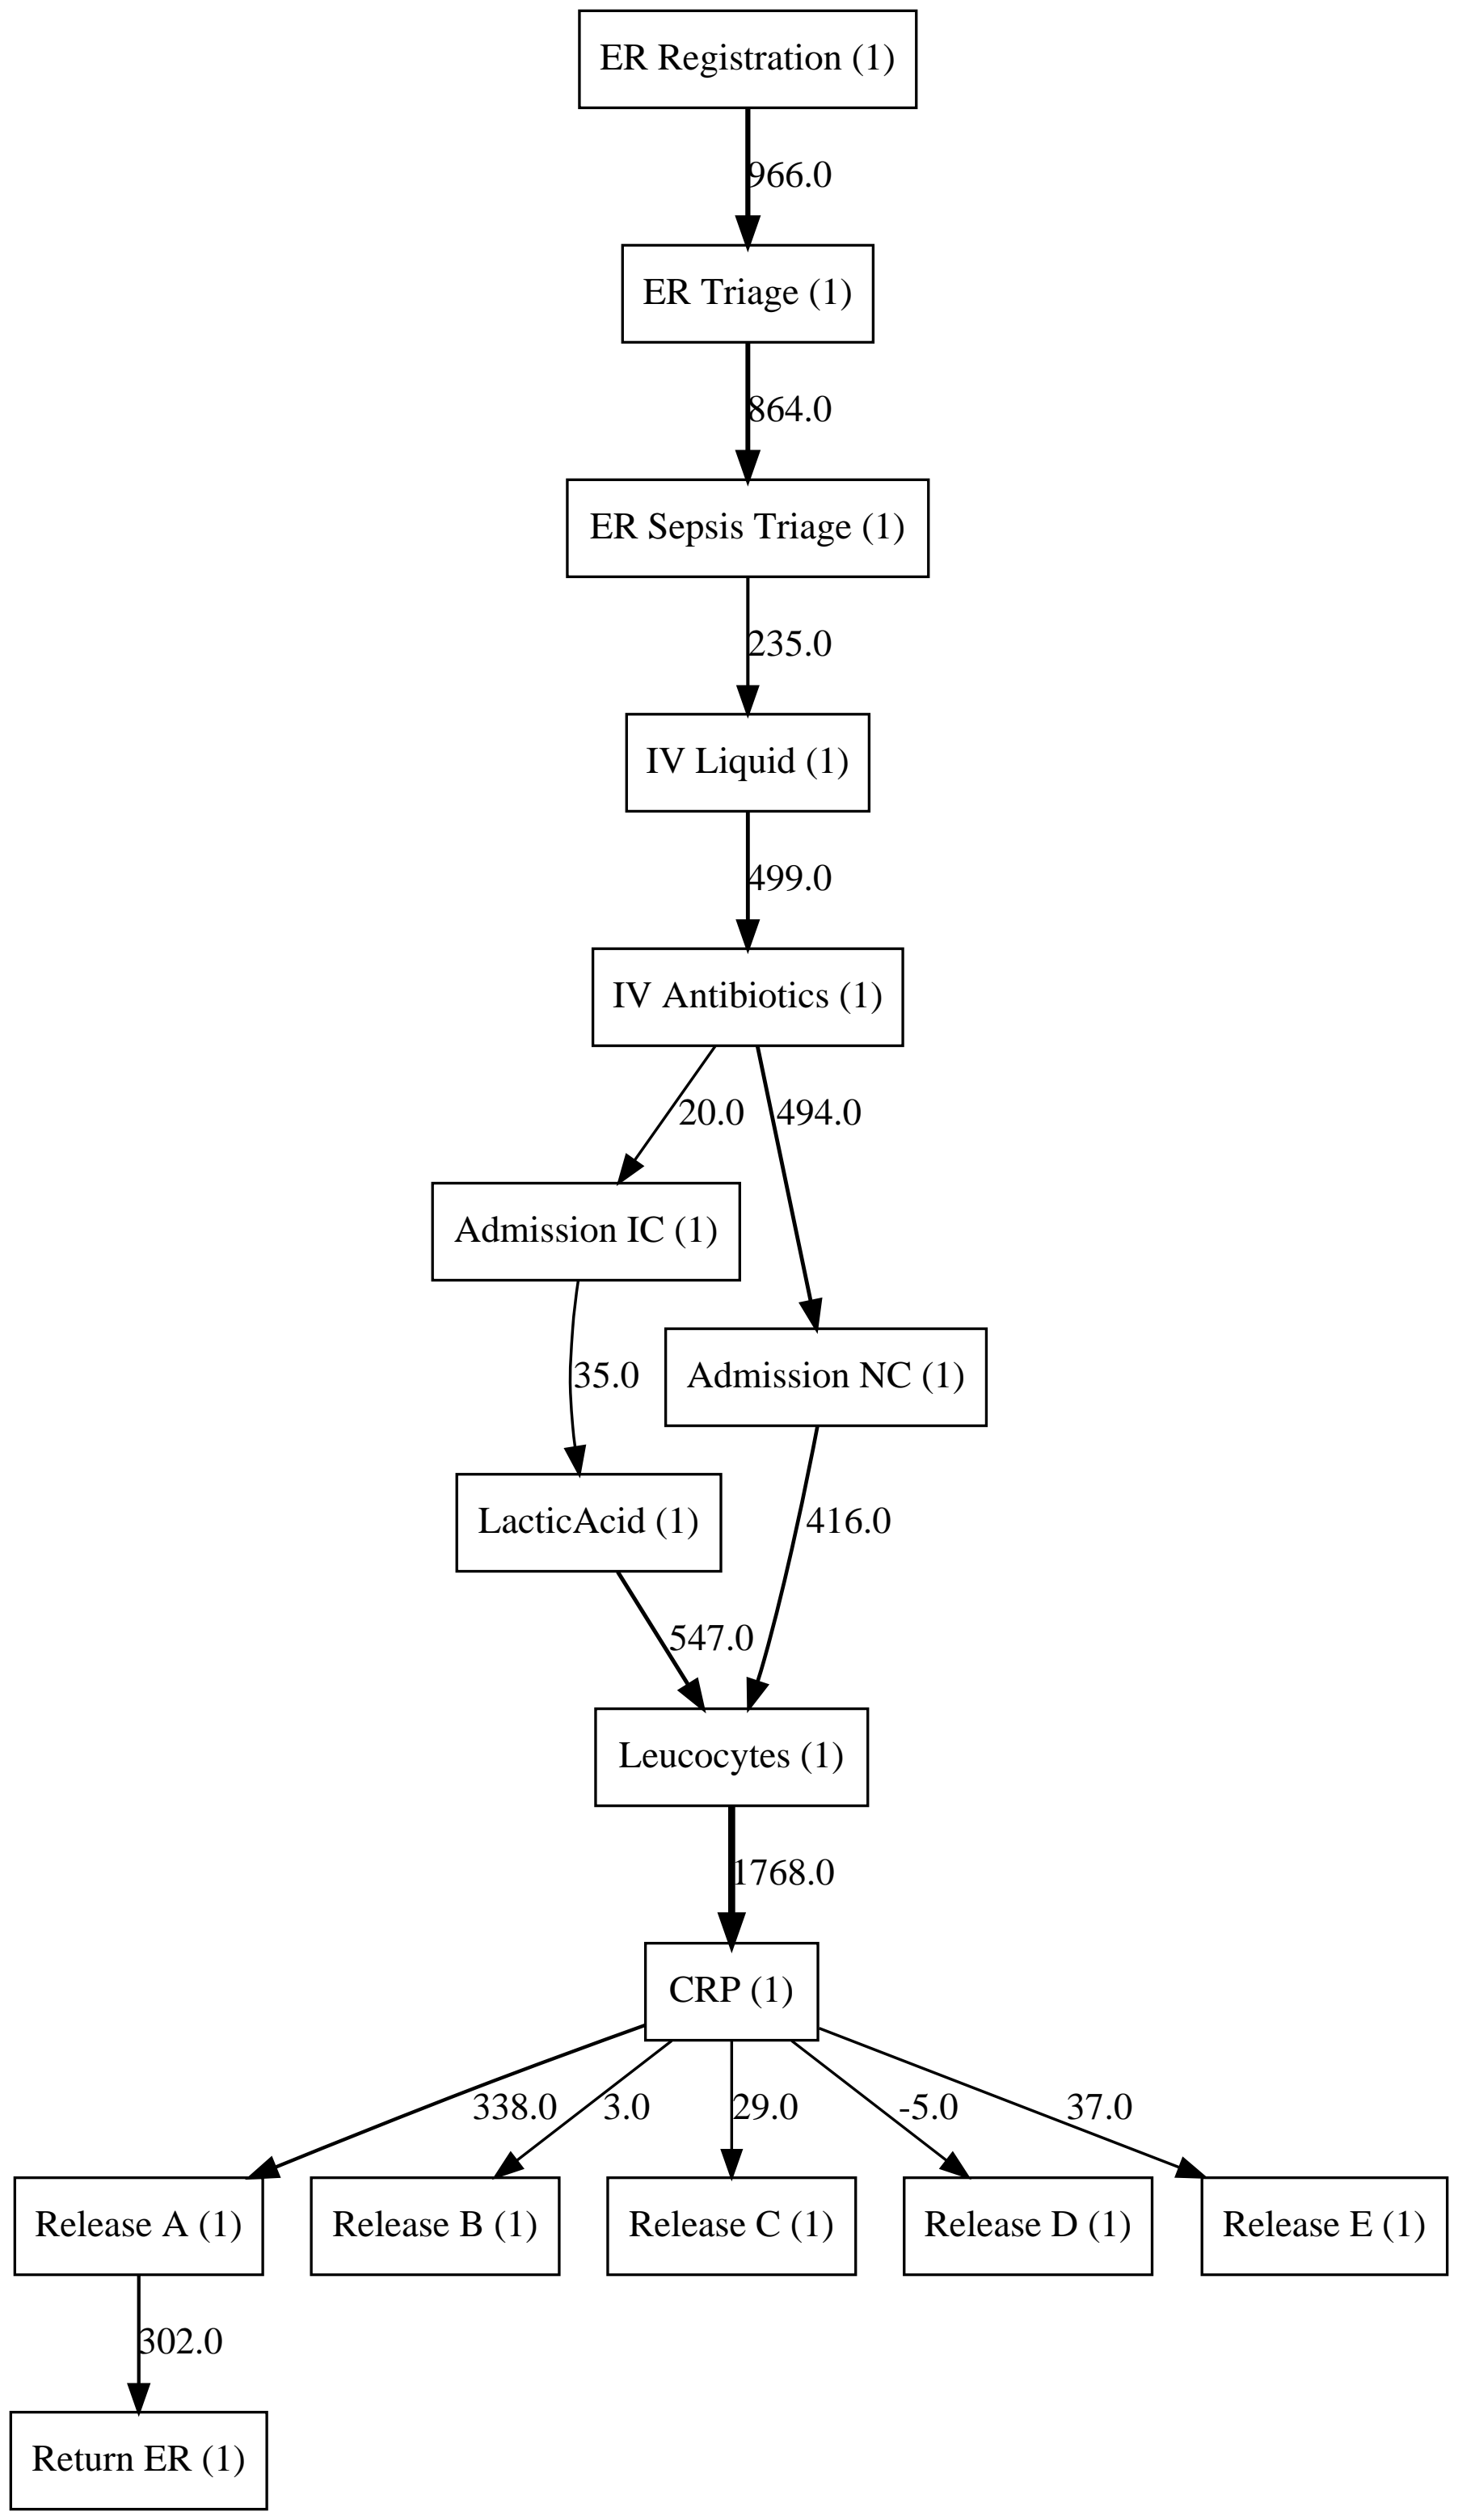 ER Registration (1)
966.0
ER Triage (1)
864.0
ER Sepsis Triage (1)
235.0
IV Liquid (1)
499.0
IV Antibiotics (1)
20.0
494.0
Admission IC (1)
35.0
Admission NC (1)
LacticAcid (1)
416.0
547.0
Leucocytes (1)
1768.0
CRP (1)
338.0
3.0
29.0
-5.0
37.0
Release A (1)
Release B (1)
Release C (1)
Release D (1)
Release E (1)
302.0
Return ER (1)